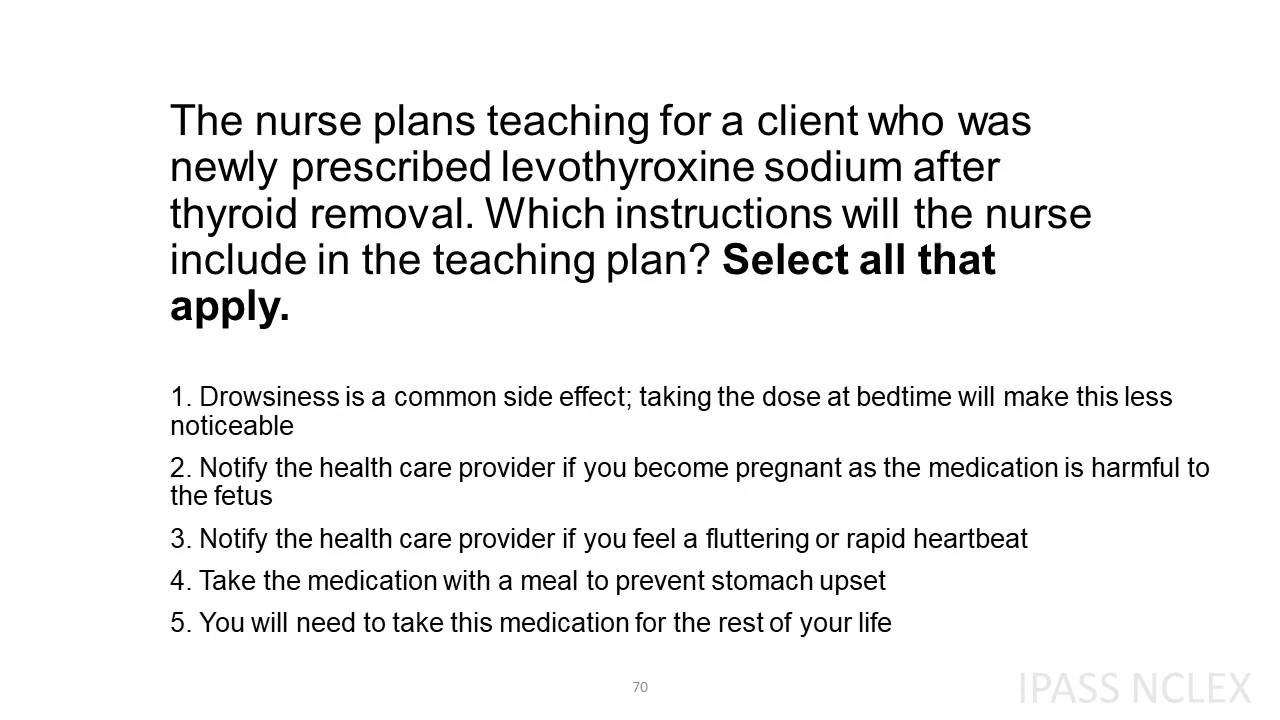 The nurse plans teaching for a client who was
newly prescribed levothyroxine sodium after
thyroid removal. Which instructions will the nurse
include in the teaching plan? Select all that
apply.
1. Drowsiness is a common side effect; taking the dose at bedtime will make this less
noticeable
2. Notify the health care provider if you become pregnant as the medication is harmful to
the fetus
3. Notify the health care provider if you feel a fluttering or rapid heartbeat
4. Take the medication with a meal to prevent stomach upset
5. You will need to take this medication for the rest of your life
70
IPASS NCLEX